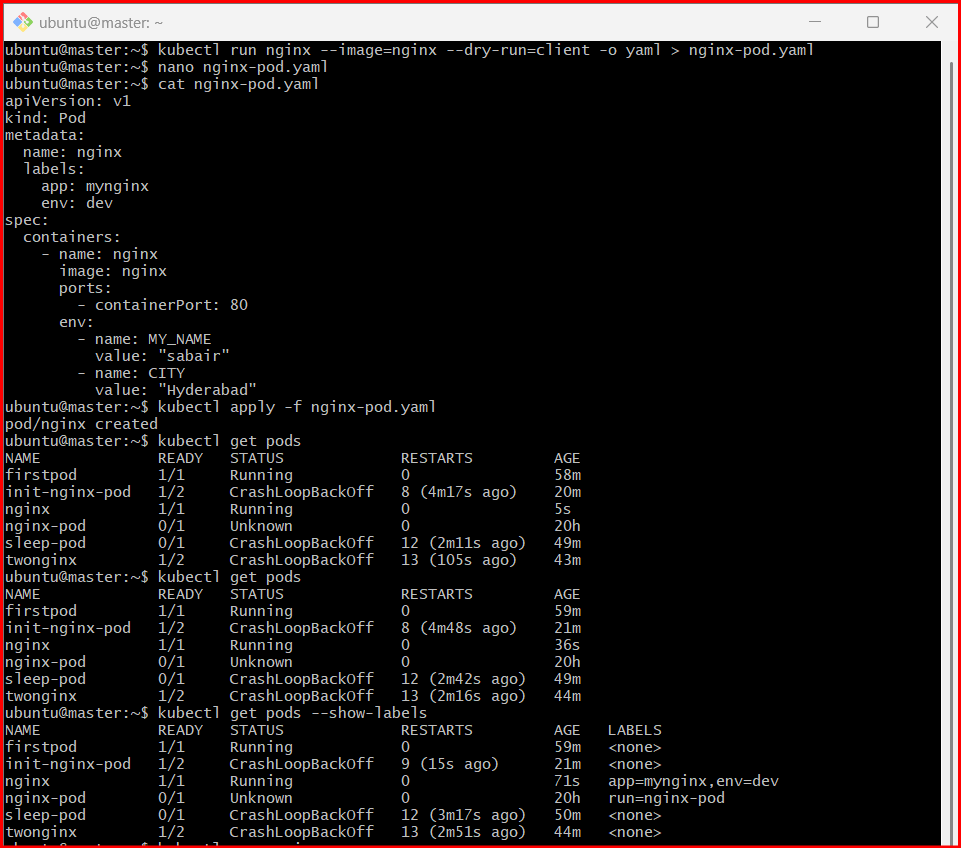 ubuntu@master: ~
ubuntu@master:~$ kubectl run nginx --image=nginx --dry-run=client -o yaml > nginx-pod.yaml
ubuntu@master:~$ nano nginx-pod.yaml
ubuntu@master:~$ cat nginx-pod.yaml
apiVersion: v1
kind: Pod
metadata:
  name: nginx
  labels:
    app: mynginx
    env: dev
spec:
  containers:
    - name: nginx
      image: nginx
      ports:
        - containerPort: 80
      env:
        - name: MY_NAME
          value: "sabair"
        - name: CITY
          value: "Hyderabad"
ubuntu@master:~$ kubectl apply -f nginx-pod.yaml
pod/nginx created
ubuntu@master:~$ kubectl get pods
NAME             READY   STATUS             RESTARTS         AGE
firstpod         1/1     Running            0                58m
init-nginx-pod   1/2     CrashLoopBackOff   8 (4m17s ago)    20m
nginx            1/1     Running            0                5s
nginx-pod        0/1     Unknown            0                20h
sleep-pod        0/1     CrashLoopBackOff   12 (2m11s ago)   49m
twonginx         1/2     CrashLoopBackOff   13 (105s ago)    43m
ubuntu@master:~$ kubectl get pods
NAME             READY   STATUS             RESTARTS         AGE
firstpod         1/1     Running            0                59m
init-nginx-pod   1/2     CrashLoopBackOff   8 (4m48s ago)    21m
nginx            1/1     Running            0                36s
nginx-pod        0/1     Unknown            0                20h
sleep-pod        0/1     CrashLoopBackOff   12 (2m42s ago)   49m
twonginx         1/2     CrashLoopBackOff   13 (2m16s ago)   44m
ubuntu@master:~$ kubectl get pods --show-labels
NAME             READY   STATUS             RESTARTS         AGE   LABELS
firstpod         1/1     Running            0                59m   <none>
init-nginx-pod   1/2     CrashLoopBackOff   9 (15s ago)      21m   <none>
nginx            1/1     Running            0                71s   app=mynginx,env=dev
nginx-pod        0/1     Unknown            0                20h   run=nginx-pod
sleep-pod        0/1     CrashLoopBackOff   12 (3m17s ago)   50m   <none>
twonginx         1/2     CrashLoopBackOff   13 (2m51s ago)   44m   <none>